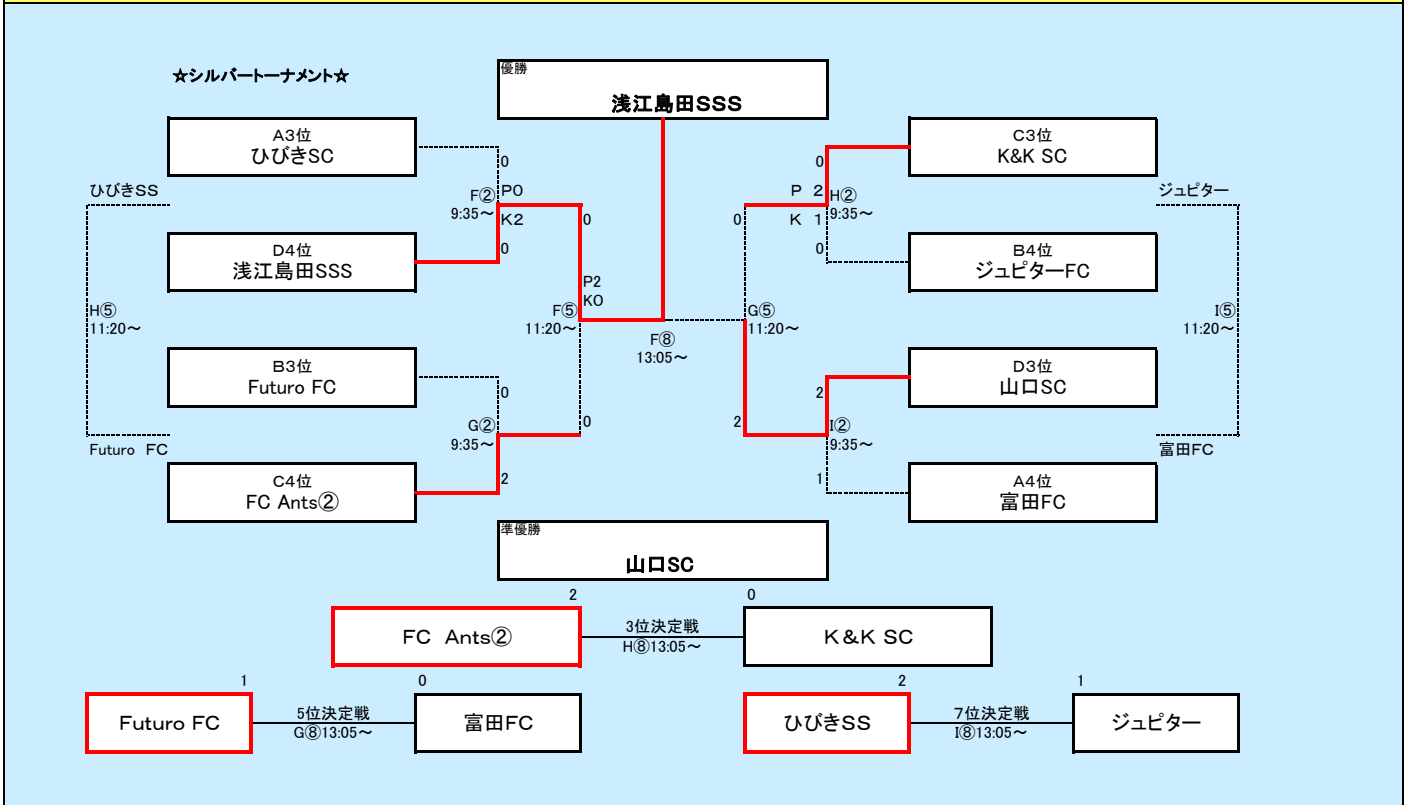 ☆シルバートーナメント☆
優勝
浅江島田SSS
A3位
ひびきSC
C3位
K&K SC
0
0
ひびきSS
F②
PO
P 2
H②
ジュピター
9:35～
K2
0
0
K 1
9:35～
0
0
D4位
浅江島田SSS
B4位
ジュピターFC
P2
KO
H⑤
11:20～
F⑤
11:20～
G⑤
11:20～
I⑤
11:20～
F⑧
13:05～
B3位
Futuro FC
D3位
山口SC
0
2
G②
0
2
I②
9:35～
9:35～
Futuro FC
富田FC
C4位
FC Ants②
2
1
A4位
富田FC
準優勝
山口SC
2
0
FC Ants②
3位決定戦
H⑧13:05～
K&K SC
1
0
2
1
Futuro FC
5位決定戦
G⑧13:05～
富田FC
ひびきSS
7位決定戦
I⑧13:05～
ジュピター